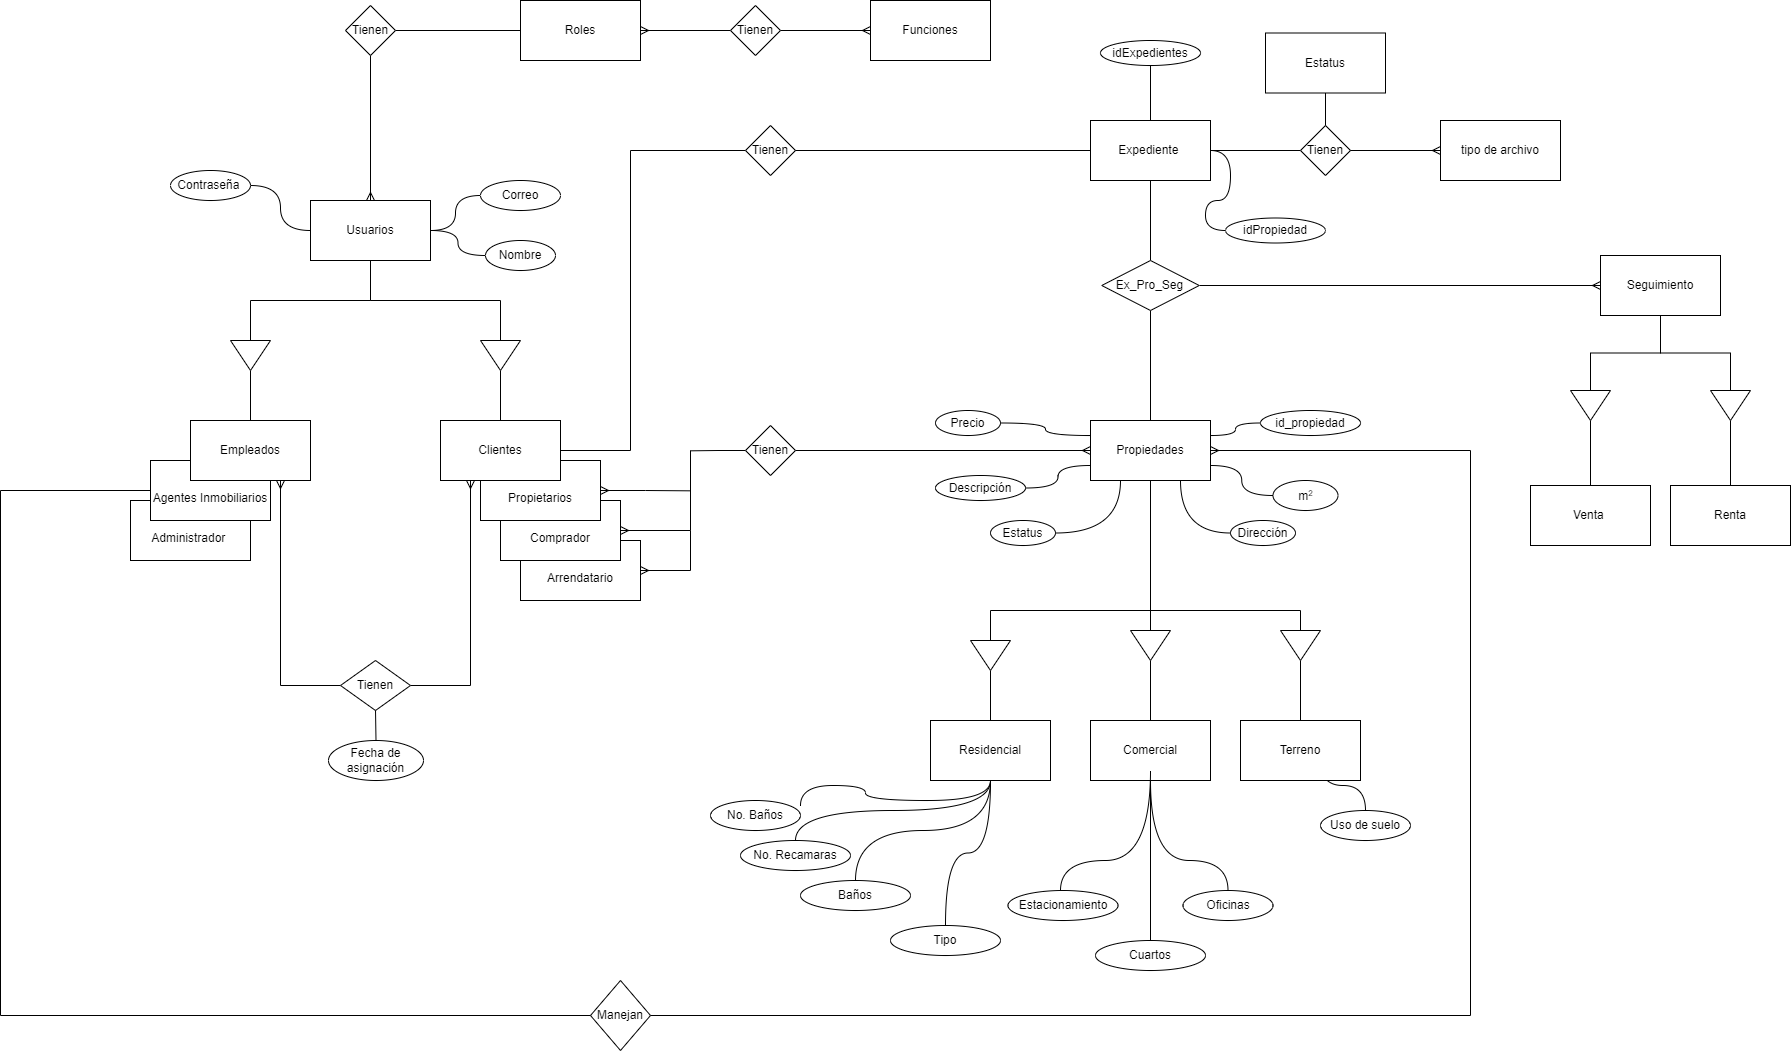 Tienen
Roles
Tienen
Funciones
idExpedientes
Estatus
Tienen
Expediente
Tienen
tipo de archivo
Contraseña
Correo
Usuarios
idPropiedad
Nombre
Ex_Pro_Seg
Seguimiento
Precio
id_propiedad
Empleados
Clientes
Tienen
Propiedades
Descripción
m²
Agentes Inmobiliarios
Propietarios
Venta
Renta
Estatus
Dirección
Administrador
Comprador
Arrendatario
Tienen
Fecha de
asignación
Residencial
Comercial
Terreno
No. Baños
Uso de suelo
No. Recamaras
Baños
Estacionamiento
Oficinas
Tipo
Cuartos
Manejan